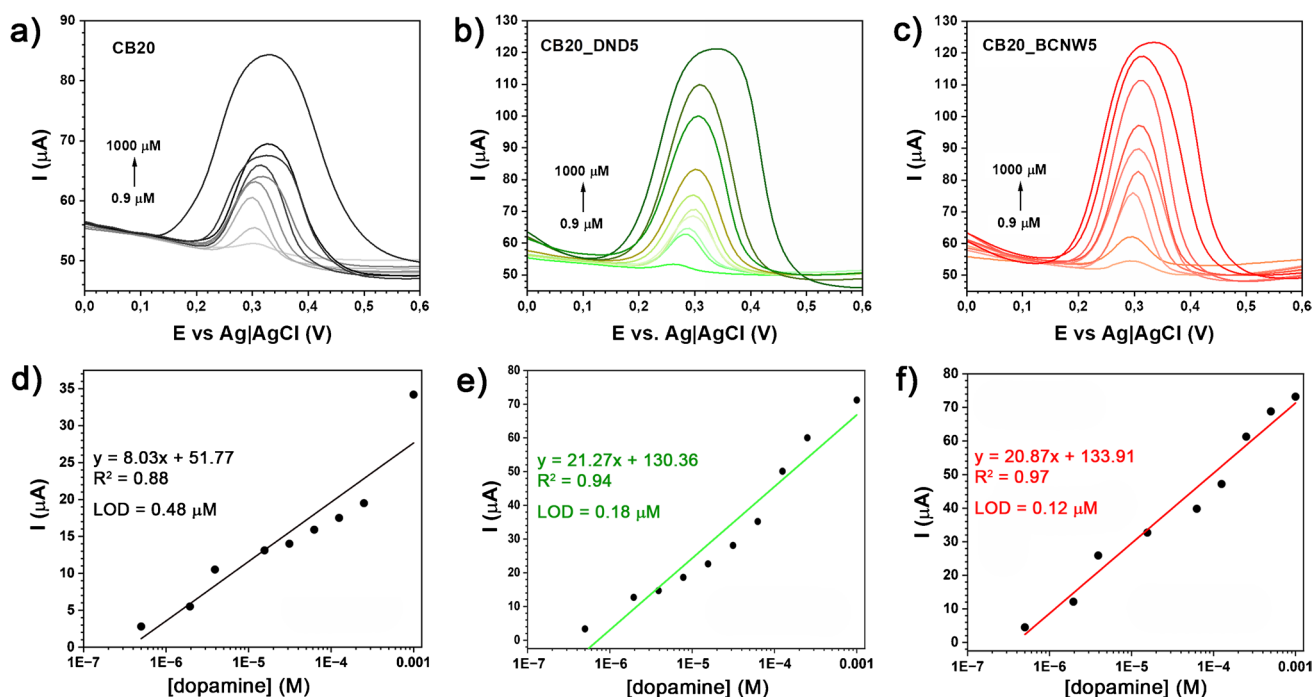 a)
CB20
I (μA)
90
80
70
60
50
1000 μM
0.9 μM
0,0 0,1 0,2 0,3 0,4 0,5 0,6
E vs Ag|AgCl (V)
b)
CB20_DND5
I (μA)
130
120
110
100
90
80
70
60
50
1000 μM
0.9 μM
0,0 0,1 0,2 0,3 0,4 0,5 0,6
E vs. Ag|AgCl (V)
c)
CB20_BCNW5
I (μA)
130
120
110
100
90
80
70
60
50
1000 μM
0.9 μM
0,0 0,1 0,2 0,3 0,4 0,5 0,6
E vs Ag|AgCl (V)
d)
I (μA)
35
30
25
20
15
10
5
0
y = 8.03x + 51.77
R² = 0.88
LOD = 0.48 μM
1E−7 1E−6 1E−5 1E−4 0.001
[dopamine] (M)
e)
I (μA)
80
70
60
50
40
30
20
10
0
y = 21.27x + 130.36
R² = 0.94
LOD = 0.18 μM
1E−7 1E−6 1E−5 1E−4 0.001
[dopamine] (M)
f)
I (μA)
80
70
60
50
40
30
20
10
0
y = 20.87x + 133.91
R² = 0.97
LOD = 0.12 μM
1E−7 1E−6 1E−5 1E−4 0.001
[dopamine] (M)